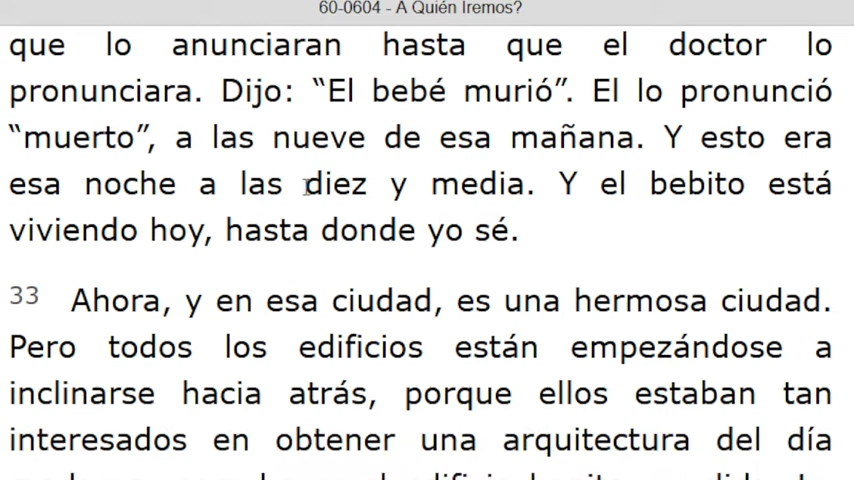 60-0604 - A Quién Iremos?
que lo anunciaran hasta que el doctor lo
pronunciara. Dijo: “El bebé murió”. El lo pronunció
“muerto”, a las nueve de esa mañana. Y esto era
esa noche a las diez y media. Y el bebito está
viviendo hoy, hasta donde yo sé.
33 Ahora, y en esa ciudad, es una hermosa ciudad.
Pero todos los edificios están empezándose a
inclinarse hacia atrás, porque ellos estaban tan
interesados en obtener una arquitectura del día